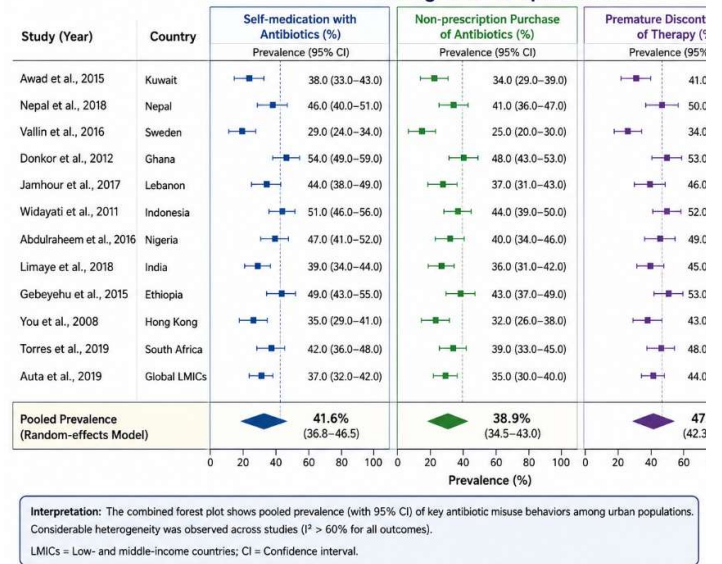 Self-medication with
Antibiotics (%)
Non-prescription Purchase
of Antibiotics (%)
Premature Discont
of Therapy (%
Study (Year) Country Prevalence (95% CI) Prevalence (95% CI) Prevalence (95%
Awad et al., 2015 Kuwait 38.0 (33.0–43.0) 34.0 (29.0–39.0) 41.0
Nepal et al., 2018 Nepal 46.0 (40.0–51.0) 41.0 (36.0–47.0) 50.0
Vallin et al., 2016 Sweden 29.0 (24.0–34.0) 25.0 (20.0–30.0) 34.0
Donkor et al., 2012 Ghana 54.0 (49.0–59.0) 48.0 (43.0–53.0) 53.0
Jamhour et al., 2017 Lebanon 44.0 (38.0–49.0) 37.0 (31.0–43.0) 46.0
Widayati et al., 2011 Indonesia 51.0 (46.0–56.0) 44.0 (39.0–50.0) 52.0
Abdulraheem et al., 2016 Nigeria 47.0 (41.0–52.0) 40.0 (34.0–46.0) 49.0
Limaye et al., 2018 India 39.0 (34.0–44.0) 36.0 (31.0–42.0) 45.0
Gebeyehu et al., 2015 Ethiopia 49.0 (43.0–55.0) 43.0 (37.0–49.0) 53.0
You et al., 2008 Hong Kong 35.0 (29.0–41.0) 32.0 (26.0–38.0) 43.0
Torres et al., 2019 South Africa 42.0 (36.0–48.0) 39.0 (33.0–45.0) 48.0
Auta et al., 2019 Global LMICs 37.0 (32.0–42.0) 35.0 (30.0–40.0) 44.0
Pooled Prevalence 41.6% 38.9% 47
(Random-effects Model) (36.8–46.5) (34.5–43.0) (42.3
0 20 40 60 80 100 0 20 40 60 80 100 0 20 40 60
Prevalence (%)
Interpretation: The combined forest plot shows pooled prevalence (with 95% CI) of key antibiotic misuse behaviors among urban populations.
Considerable heterogeneity was observed across studies (I² > 60% for all outcomes).
LMICs = Low- and middle-income countries; CI = Confidence interval.